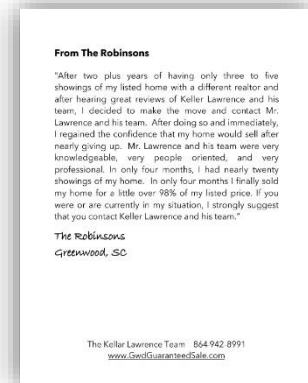 From The Robinsons
"After two plus years of having only three to five
showings of my listed home with a different realtor and
after hearing great reviews of Keller Lawrence and his
team, I decided to make the move and contact Mr.
Lawrence and his team. After doing so and immediately,
I regained the confidence that my home would sell after
nearly giving up. Mr. Lawrence and his team were very
knowledgeable, very people oriented, and very
professional. In only four months, I had nearly twenty
showings of my home. In only four months I finally sold
my home for a little over 98% of my listed price. If you
were or are currently in my situation, I strongly suggest
that you contact Keller Lawrence and his team."
The Robinsons
Greenwood, SC
The Kellar Lawrence Team 864-942-8991
www.GwdGuaranteedSale.com